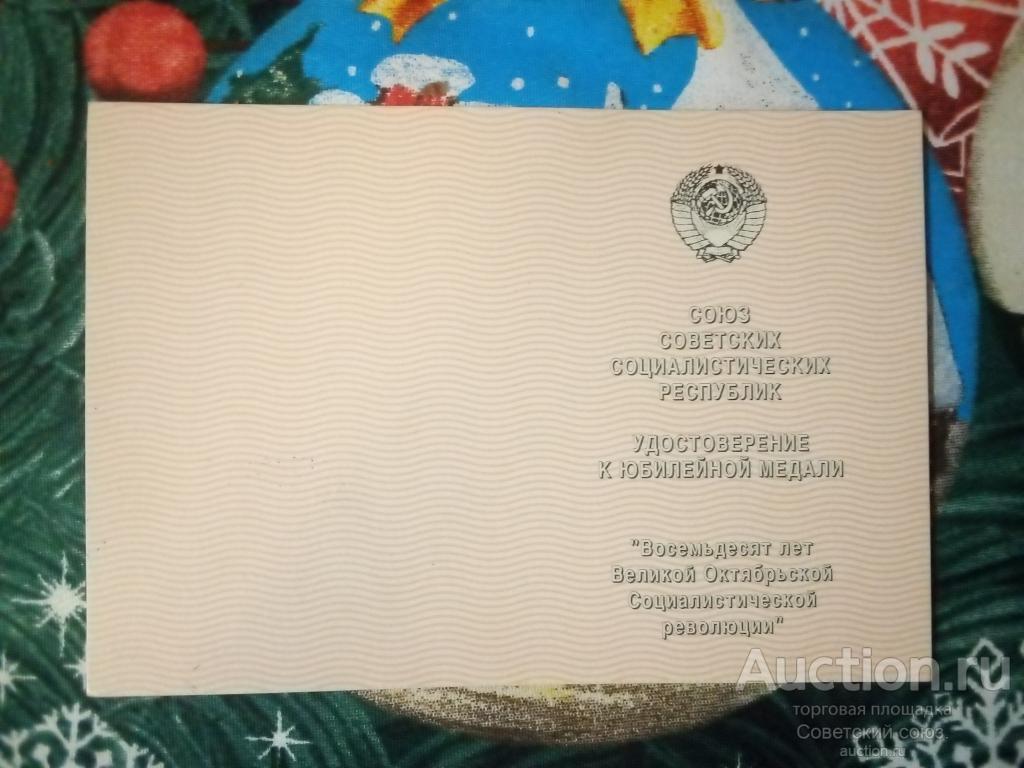 СОЮЗ
СОВЕТСКИХ
СОЦИАЛИСТИЧЕСКИХ
РЕСПУБЛИК
УДОСТОВЕРЕНИЕ
К ЮБИЛЕЙНОЙ МЕДАЛИ
"Восемьдесят лет
Великой Октябрьской
Социалистической
революции"
Auction.ru
торговая площадка
Советский союз.
auction.ru